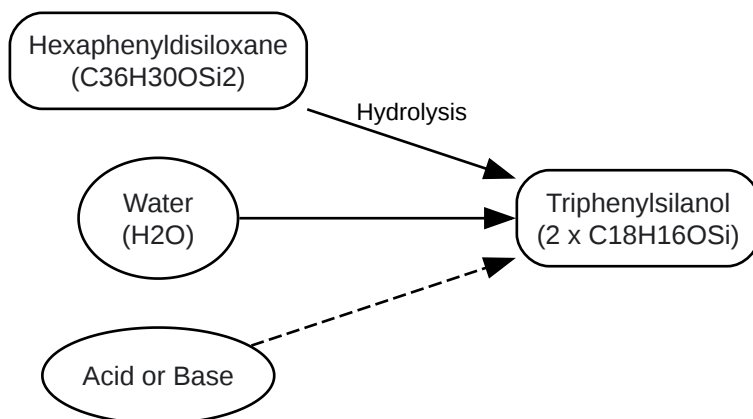 Hexaphenyldisiloxane
(C36H30OSi2)
Hydrolysis
Water
(H2O)
Triphenylsilanol
(2 x C18H16OSi)
Acid or Base